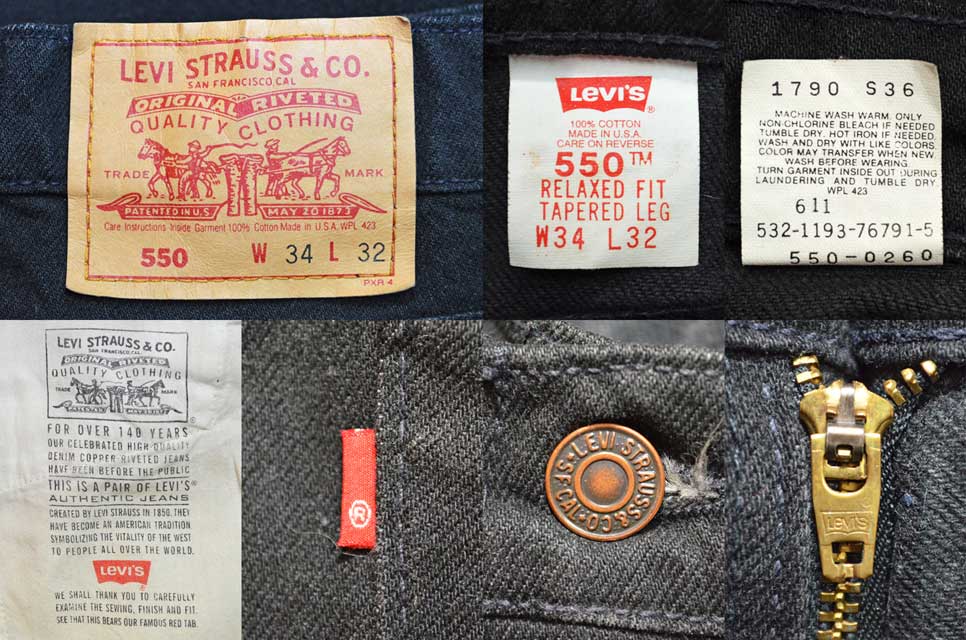 LEVI STRAUSS & CO.
SAN FRANCISCO, CAL
ORIGINAL RIVETED
QUALITY CLOTHING
TRADE MARK
PATENTED IN U.S. MAY 20 1873
Care Instructions Inside Garment 100% Cotton Made in U.S.A. WPL 423
550 W 34 L 32
PXR 4
LEVI'S®
100% COTTON
MADE IN U.S.A.
CARE ON REVERSE
550™
RELAXED FIT
TAPERED LEG
W34 L32
1790 S36
MACHINE WASH WARM. ONLY
NON-CHLORINE BLEACH IF NEEDED
TUMBLE DRY. HOT IRON IF NEEDED.
WASH AND DRY WITH LIKE COLORS.
COLOR MAY TRANSFER WHEN NEW
WASH BEFORE WEARING.
TURN GARMENT INSIDE OUT DURING
LAUNDERING AND TUMBLE DRY
WPL 423
611
532-1193-76791-5
550-0260
LEVI STRAUSS & CO.
SAN FRANCISCO, CAL.
ORIGINAL RIVETED
QUALITY CLOTHING
TRADE MARK
PATENTED MAY 20 1873
®
FOR OVER 140 YEARS
OUR CELEBRATED HIGH QUALITY
DENIM COPPER RIVETED JEANS
HAVE BEEN BEFORE THE PUBLIC
THIS IS A PAIR OF LEVI'S®
AUTHENTIC JEANS
CREATED BY LEVI STRAUSS IN 1850. THEY
HAVE BECOME AN AMERICAN TRADITION
SYMBOLIZING THE VITALITY OF THE WEST
TO PEOPLE ALL OVER THE WORLD.
LEVI'S
WE SHALL THANK YOU TO CAREFULLY
EXAMINE THE SEWING, FINISH AND FIT.
SEE THAT THIS BEARS OUR FAMOUS RED TAB.
®
LEVI·STRAUSS&CO·S·F·CAL
LEVI'S